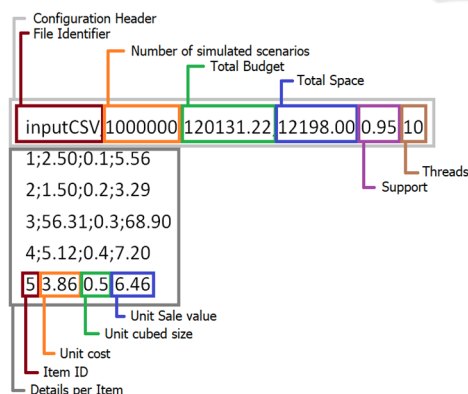 Configuration Header
File Identifier
Number of simulated scenarios
Total Budget
Total Space
inputCSV,1000000,120131.22,12198.00,0.95,10
Threads
Support
1;2.50;0.1;5.56
2;1.50;0.2;3.29
3;56.31;0.3;68.90
4;5.12;0.4;7.20
5 3.86 0.5 6.46
Unit Sale value
Unit cubed size
Unit cost
Item ID
Details per Item